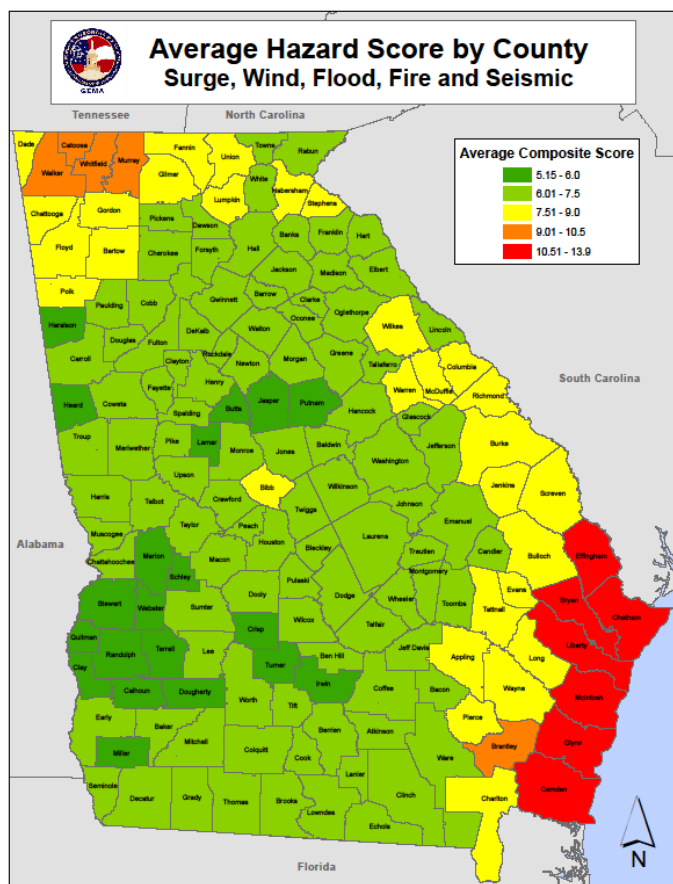 Average Hazard Score by County
Surge, Wind, Flood, Fire and Seismic
GEMA
Tennessee
North Carolina
Average Composite Score
5.15 - 6.0
6.01 - 7.5
7.51 - 9.0
9.01 - 10.5
10.51 - 13.9
Dade
Catoosa
Whitfield
Murray
Walker
Fannin
Union
Towns
Rabun
Gilmer
White
Habersham
Lumpkin
Stephens
Chattooga
Gordon
Pickens
Dawson
Floyd
Bartow
Cherokee
Forsyth
Hall
Banks
Franklin
Hart
Jackson
Madison
Elbert
Polk
Paulding
Cobb
Gwinnett
Barrow
Clarke
Oconee
Oglethorpe
Wilkes
Lincoln
Haralson
Douglas
Fulton
DeKalb
Walton
Carroll
Clayton
Rockdale
Newton
Morgan
Greene
Taliaferro
Columbia
McDuffie
Warren
Richmond
South Carolina
Heard
Coweta
Fayette
Henry
Spalding
Butts
Jasper
Putnam
Hancock
Glascock
Jefferson
Burke
Troup
Meriwether
Pike
Lamar
Monroe
Jones
Baldwin
Washington
Upson
Bibb
Wilkinson
Jenkins
Screven
Harris
Talbot
Crawford
Twiggs
Johnson
Emanuel
Muscogee
Taylor
Peach
Houston
Bleckley
Laurens
Treutlen
Candler
Bulloch
Effingham
Alabama
Chattahoochee
Marion
Macon
Schley
Pulaski
Montgomery
Evans
Bryan
Chatham
Stewart
Webster
Sumter
Dooly
Dodge
Wheeler
Toombs
Tattnall
Wilcox
Telfair
Liberty
Quitman
Randolph
Terrell
Lee
Crisp
Ben Hill
Jeff Davis
Appling
Long
Clay
Turner
Irwin
McIntosh
Calhoun
Dougherty
Worth
Tift
Coffee
Bacon
Wayne
Early
Baker
Mitchell
Berrien
Atkinson
Pierce
Glynn
Miller
Colquitt
Cook
Ware
Brantley
Lanier
Seminole
Decatur
Grady
Thomas
Brooks
Lowndes
Clinch
Charlton
Camden
Echols
Florida
N